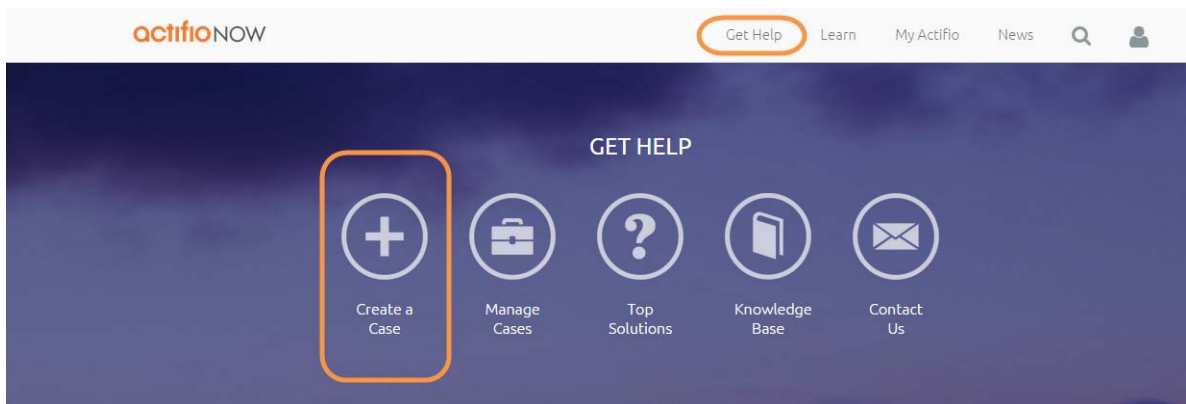 actifioNOW
Get Help Learn My Actifio News
GET HELP
Create a
Case
Manage
Cases
Top
Solutions
Knowledge
Base
Contact
Us